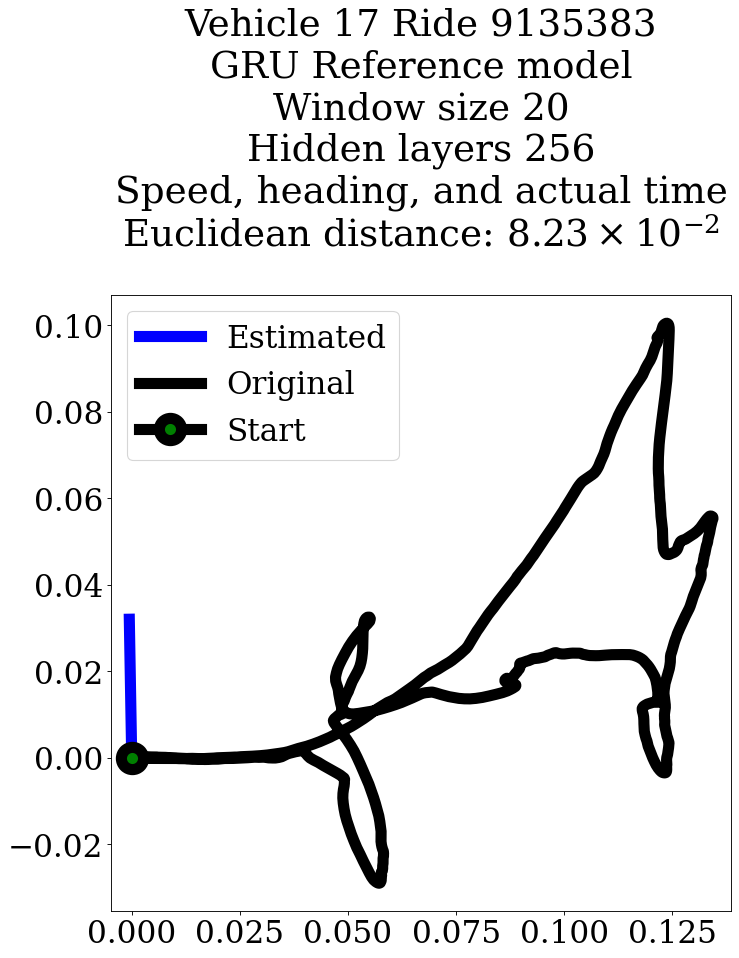 Vehicle 17 Ride 9135383
GRU Reference model
Window size 20
Hidden layers 256
Speed, heading, and actual time
Euclidean distance: 8.23 × 10⁻²
Estimated
Original
Start
0.10
0.08
0.06
0.04
0.02
0.00
−0.02
0.000 0.025 0.050 0.075 0.100 0.125